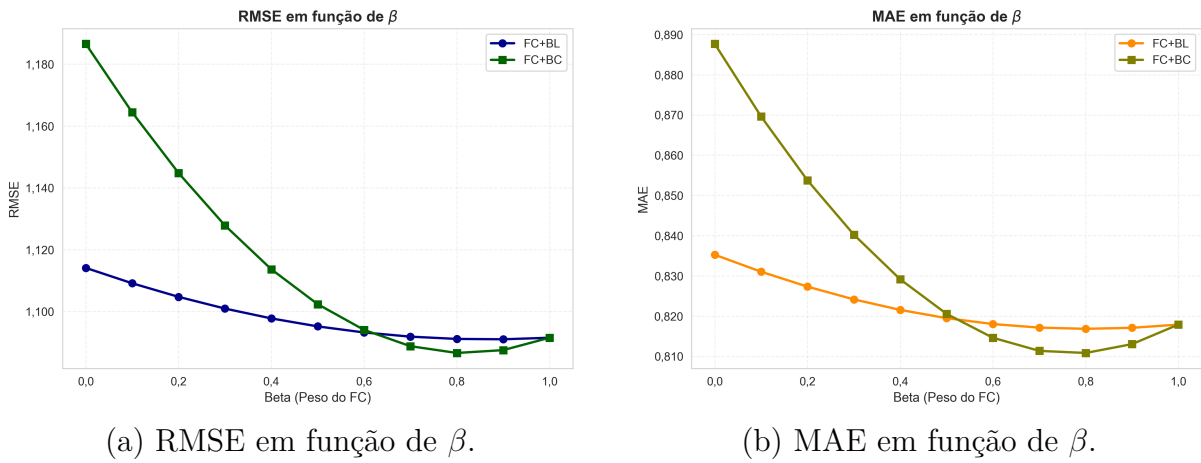 RMSE em função de β
FC+BL
FC+BC
1,180
1,160
1,140
1,120
1,100
RMSE
0,0
0,2
0,4
0,6
0,8
1,0
Beta (Peso do FC)
(a) RMSE em função de β.
MAE em função de β
FC+BL
FC+BC
0,890
0,880
0,870
0,860
0,850
0,840
0,830
0,820
0,810
MAE
0,0
0,2
0,4
0,6
0,8
1,0
Beta (Peso do FC)
(b) MAE em função de β.